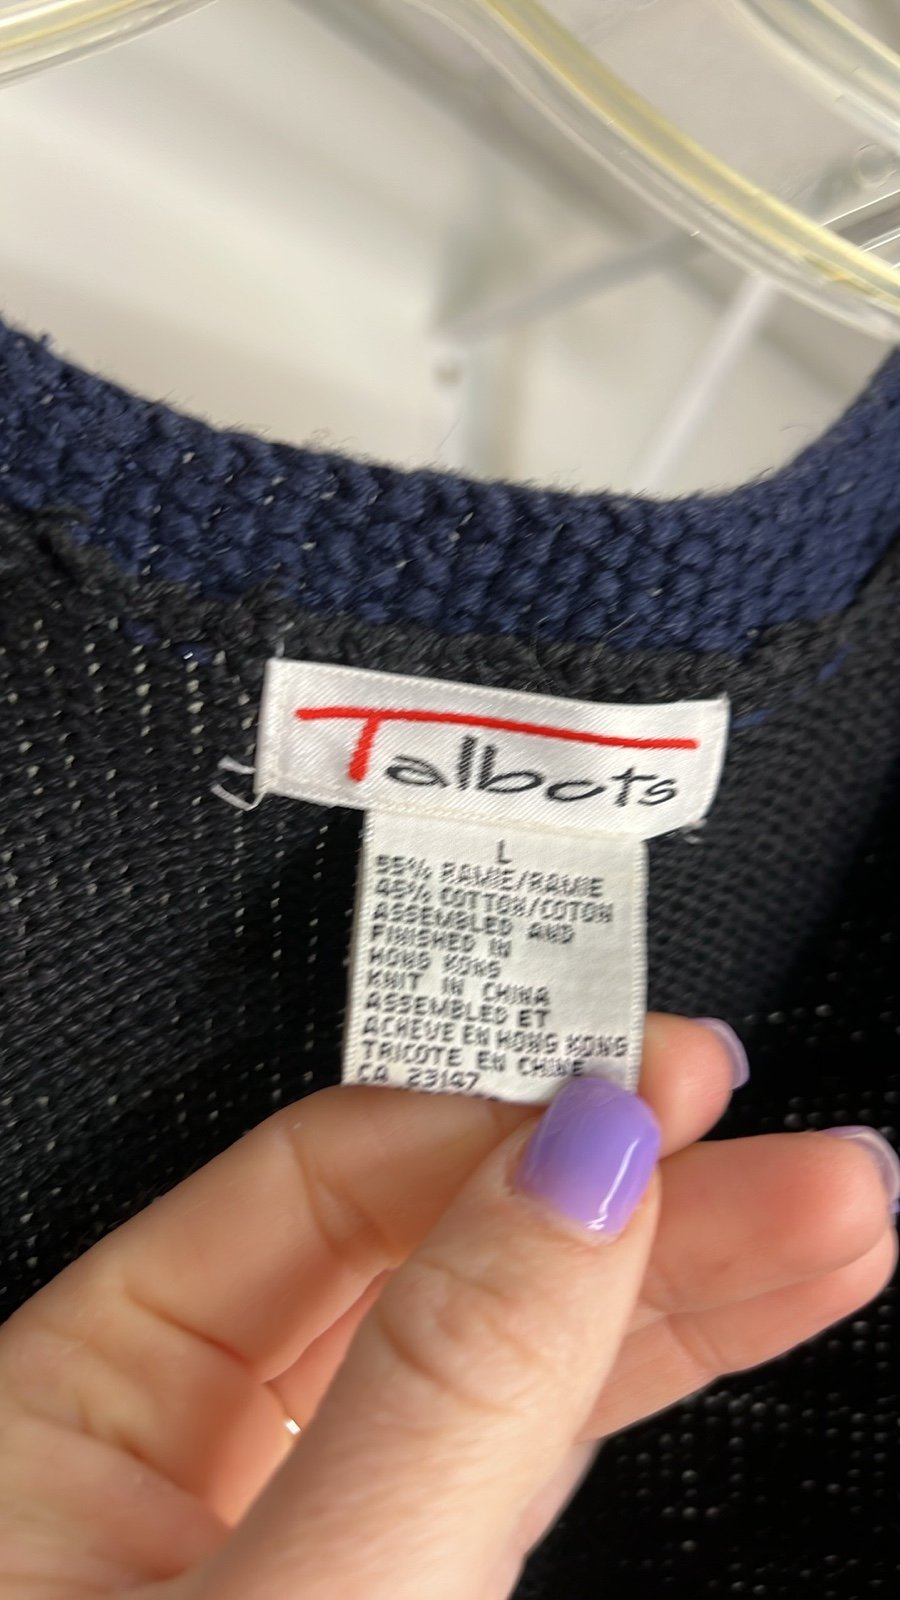 Talbots
L
55% RAMIE/RAMIE
45% COTTON/COTON
ASSEMBLED AND
FINISHED IN
HONG KONG
KNIT IN CHINA
ASSEMBLED ET
ACHEVE EN HONG KONG
TRICOTE EN CHINE
CA 23147